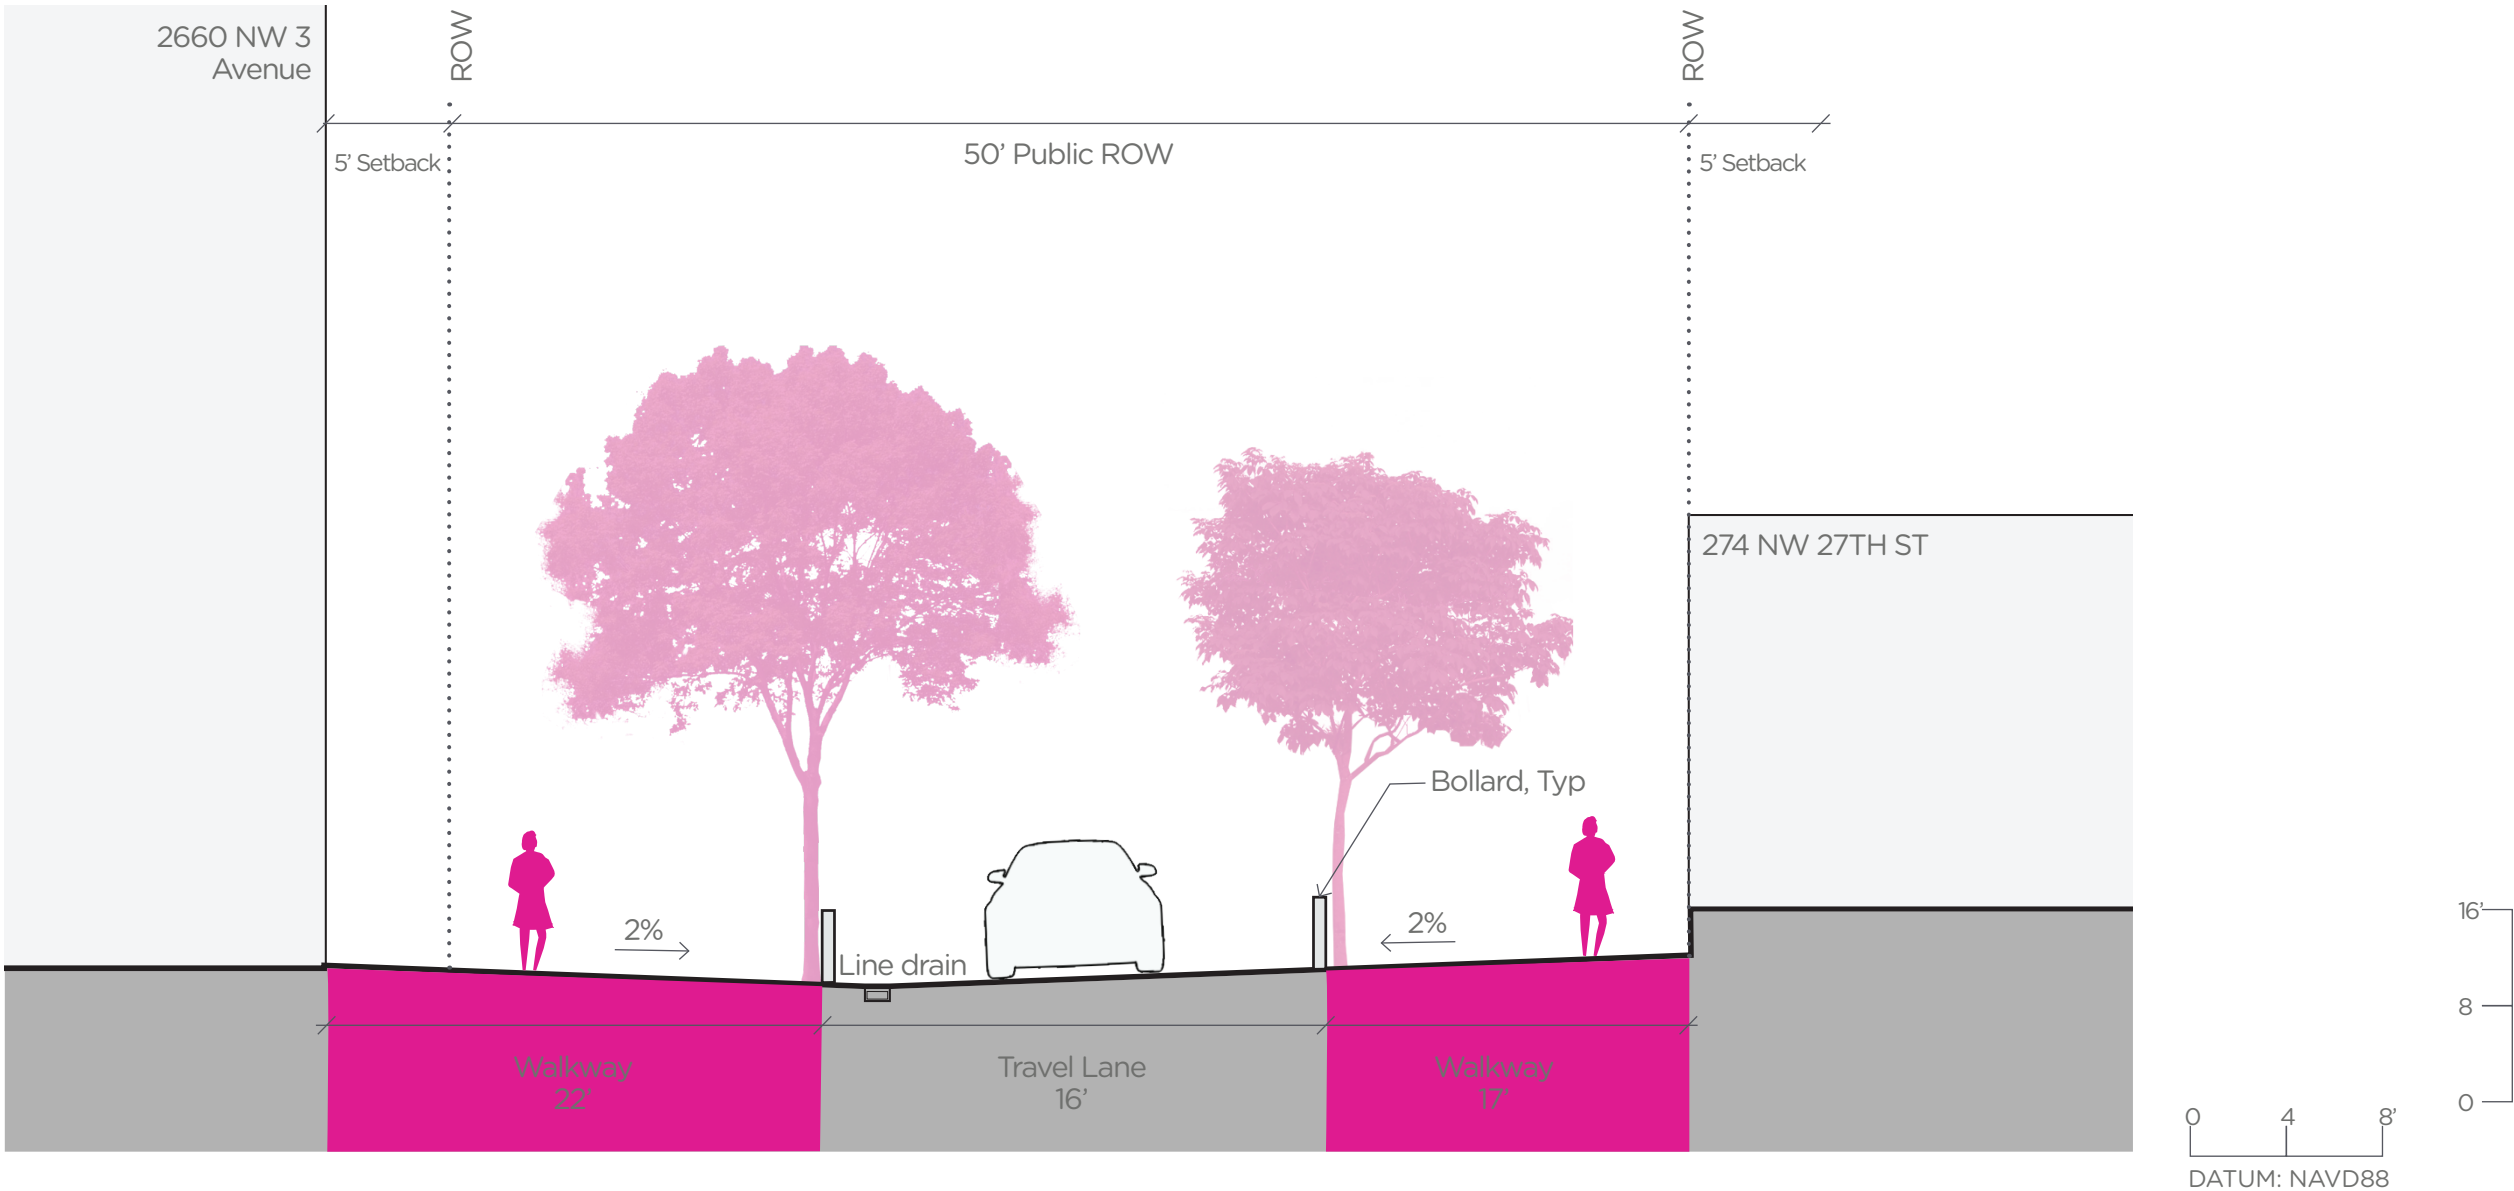 2660 NW 3
Avenue
ROW
ROW
5’ Setback
50’ Public ROW
5’ Setback
274 NW 27TH ST
Bollard, Typ
2%
2%
Line drain
16’
8
0
Walkway
22’
Travel Lane
16’
Walkway
17’
0 4 8’
DATUM: NAVD88